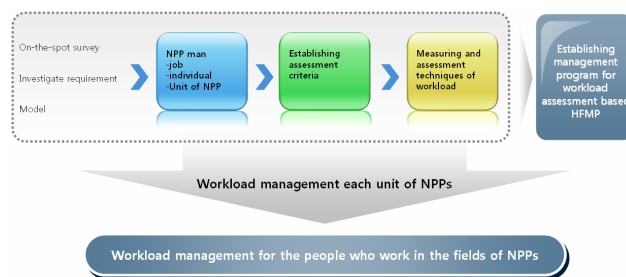 On-the-spot survey
Investigate requirement
Model
NPP man
-job
-individual
-Unit of NPP
Establishing
assessment
criteria
Measuring and
assessment
techniques of
workload
Establishing
management
program for
workload
assessment based
HFMP
Workload management each unit of NPPs
Workload management for the people who work in the fields of NPPs